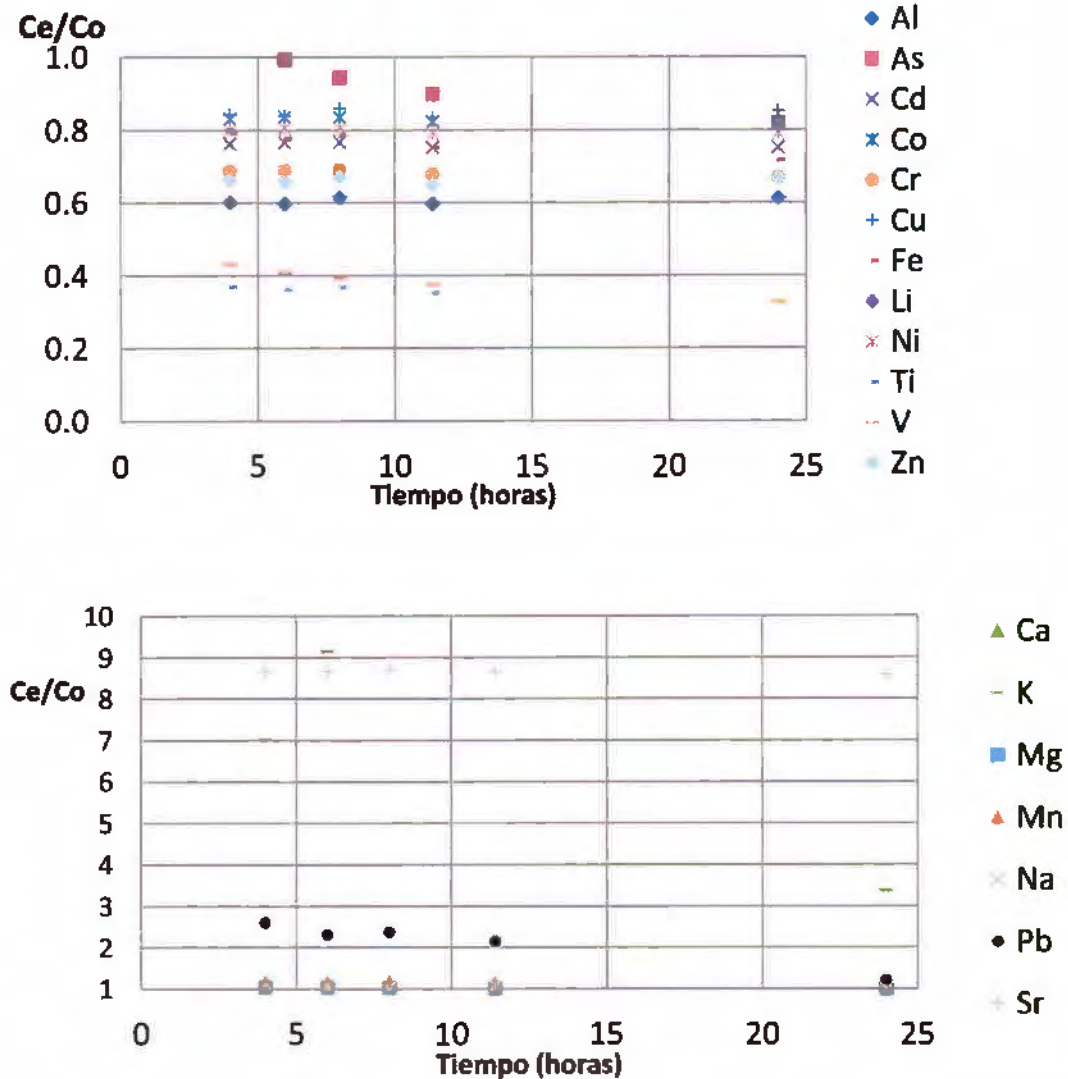 Ce/Co
1.0
0.8
0.6
0.4
0.2
0.0
0
5
10
15
20
25
Tiempo (horas)
Al
As
Cd
Co
Cr
Cu
Fe
Li
Ni
Ti
V
Zn
Ce/Co
10
9
8
7
6
5
4
3
2
1
0
5
10
15
20
25
Tiempo (horas)
Ca
K
Mg
Mn
Na
Pb
Sr